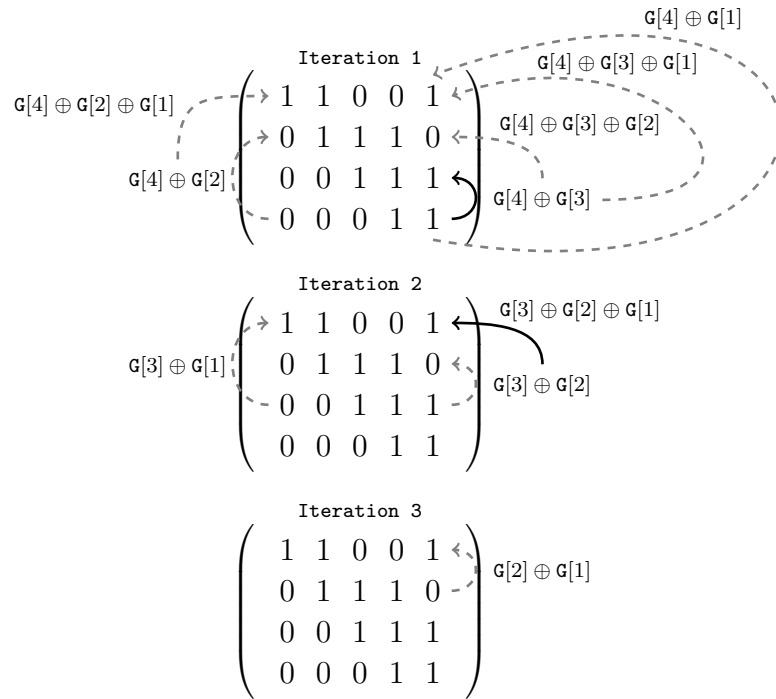 G[4] ⊕ G[1]
Iteration 1
G[4] ⊕ G[3] ⊕ G[1]
G[4] ⊕ G[2] ⊕ G[1]
1 1 0 0 1
G[4] ⊕ G[3] ⊕ G[2]
0 1 1 1 0
G[4] ⊕ G[2]
0 0 1 1 1
G[4] ⊕ G[3]
0 0 0 1 1
Iteration 2
G[3] ⊕ G[2] ⊕ G[1]
1 1 0 0 1
G[3] ⊕ G[1]
0 1 1 1 0
G[3] ⊕ G[2]
0 0 1 1 1
0 0 0 1 1
Iteration 3
1 1 0 0 1
G[2] ⊕ G[1]
0 1 1 1 0
0 0 1 1 1
0 0 0 1 1